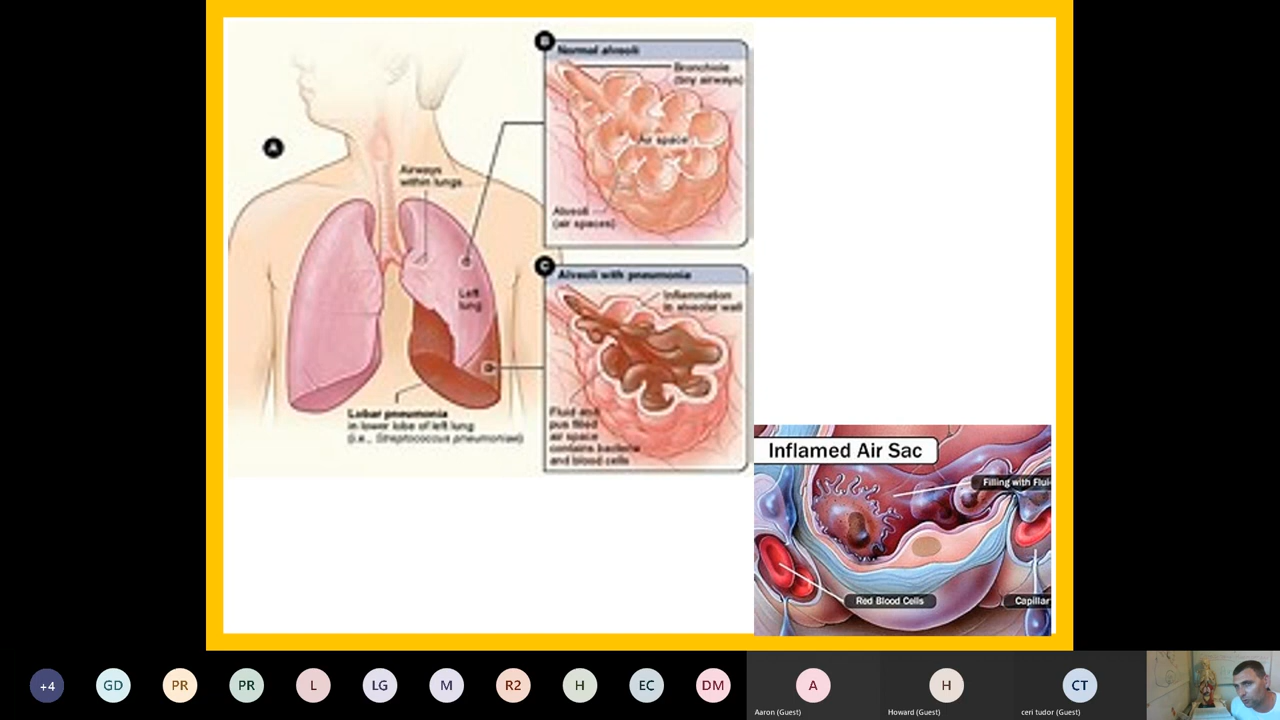 A
Airways
within lungs
Left
lung
Lobar pneumonia
in lower lobe of left lung
(i.e., Streptococcus pneumoniae)
B
Normal alveoli
Bronchiole
(tiny airways)
Air space
Alveoli
(air spaces)
C
Alveoli with pneumonia
Inflammation
in alveolar wall
Fluid and
pus filled
air space
contains bacteria
and blood cells
Inflamed Air Sac
Filling with Flui
Red Blood Cells
Capillar
+4
GD
PR
PR
L
LG
M
R2
H
EC
DM
A
H
CT
Aaron (Guest)
Howard (Guest)
ceri tudor (Guest)